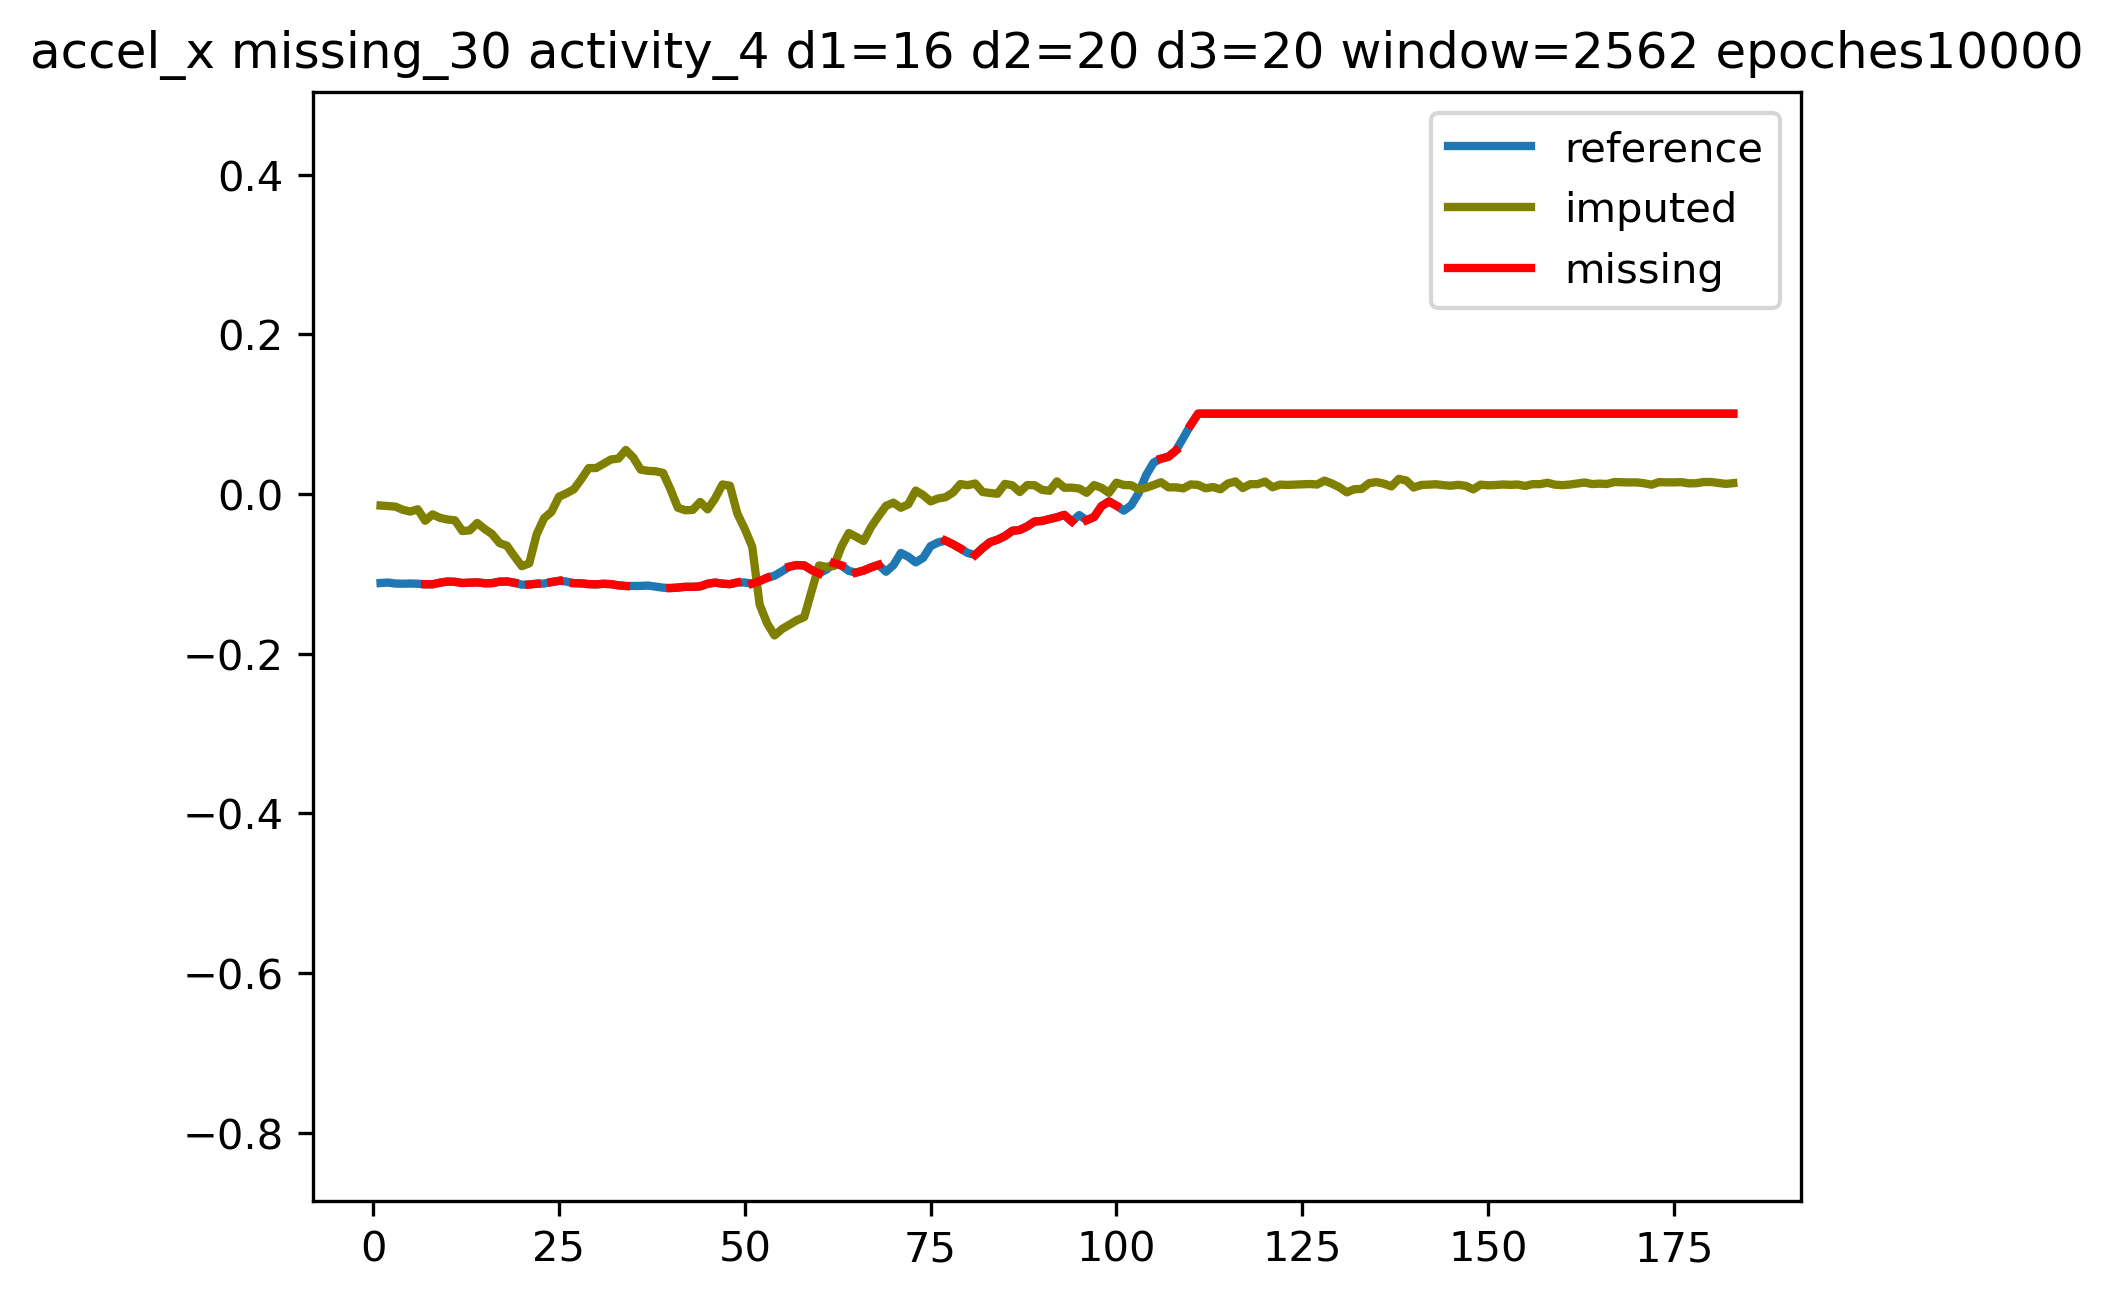 accel_x missing_30 activity_4 d1=16 d2=20 d3=20 window=2562 epoches10000
reference
imputed
missing
0.4
0.2
0.0
−0.2
−0.4
−0.6
−0.8
0 25 50 75 100 125 150 175